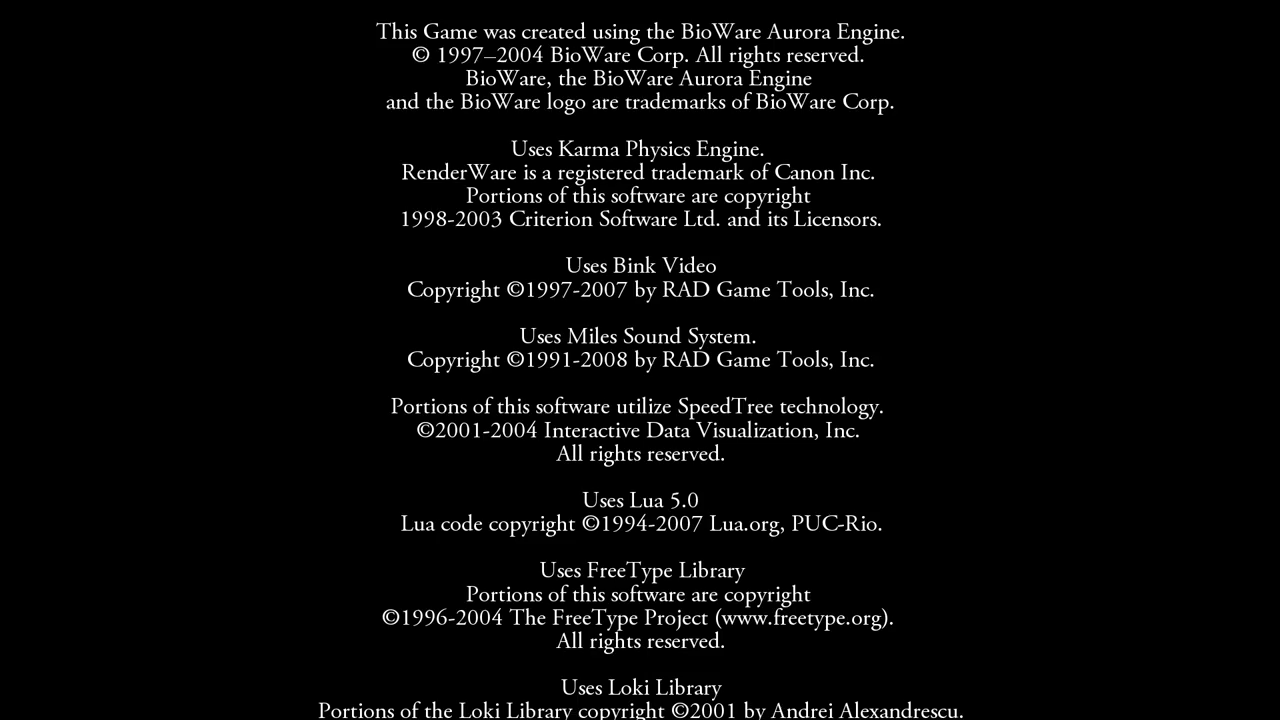 This Game was created using the BioWare Aurora Engine.
© 1997–2004 BioWare Corp. All rights reserved.
BioWare, the BioWare Aurora Engine
and the BioWare logo are trademarks of BioWare Corp.
Uses Karma Physics Engine.
RenderWare is a registered trademark of Canon Inc.
Portions of this software are copyright
1998-2003 Criterion Software Ltd. and its Licensors.
Uses Bink Video
Copyright ©1997-2007 by RAD Game Tools, Inc.
Uses Miles Sound System.
Copyright ©1991-2008 by RAD Game Tools, Inc.
Portions of this software utilize SpeedTree technology.
©2001-2004 Interactive Data Visualization, Inc.
All rights reserved.
Uses Lua 5.0
Lua code copyright ©1994-2007 Lua.org, PUC-Rio.
Uses FreeType Library
Portions of this software are copyright
©1996-2004 The FreeType Project (www.freetype.org).
All rights reserved.
Uses Loki Library
Portions of the Loki Library copyright ©2001 by Andrei Alexandrescu.